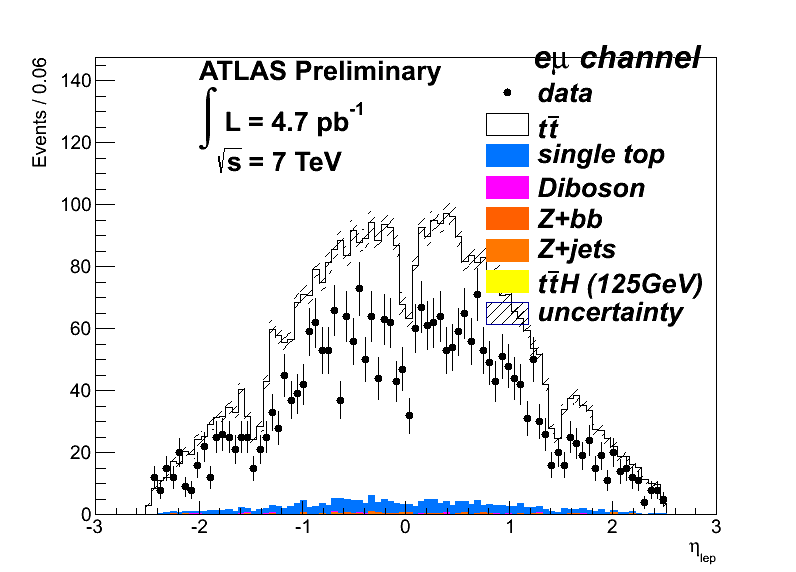 Events / 0.06
140
120
100
80
60
40
20
0
-3
-2
-1
0
1
2
3
η_lep
ATLAS Preliminary
∫ L = 4.7 pb⁻¹
√s = 7 TeV
eμ channel
data
tt̄
single top
Diboson
Z+bb
Z+jets
tt̄H (125GeV)
uncertainty